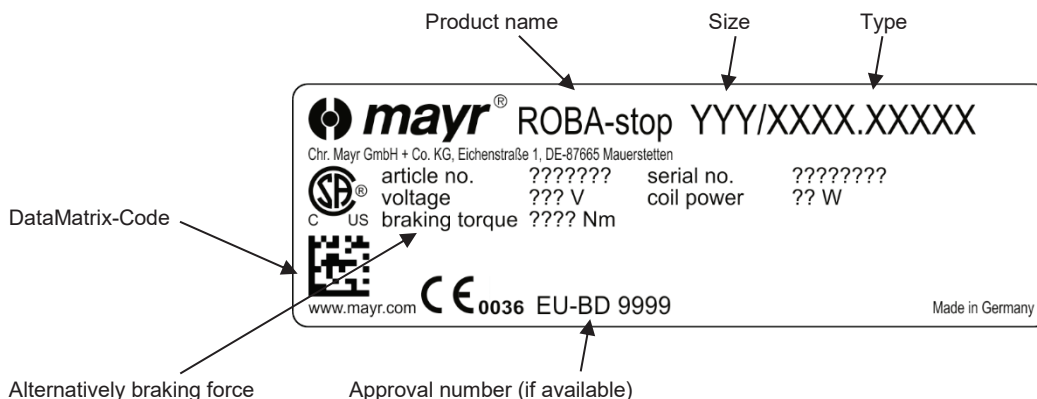 Product name Size Type
mayr® ROBA-stop YYY/XXXX.XXXXX
Chr. Mayr GmbH + Co. KG, Eichenstraße 1, DE-87665 Mauerstetten
SA® article no. ??????? serial no. ????????
voltage ??? V coil power ?? W
C US braking torque ???? Nm
DataMatrix-Code
www.mayr.com CE 0036 EU-BD 9999 Made in Germany
Alternatively braking force Approval number (if available)